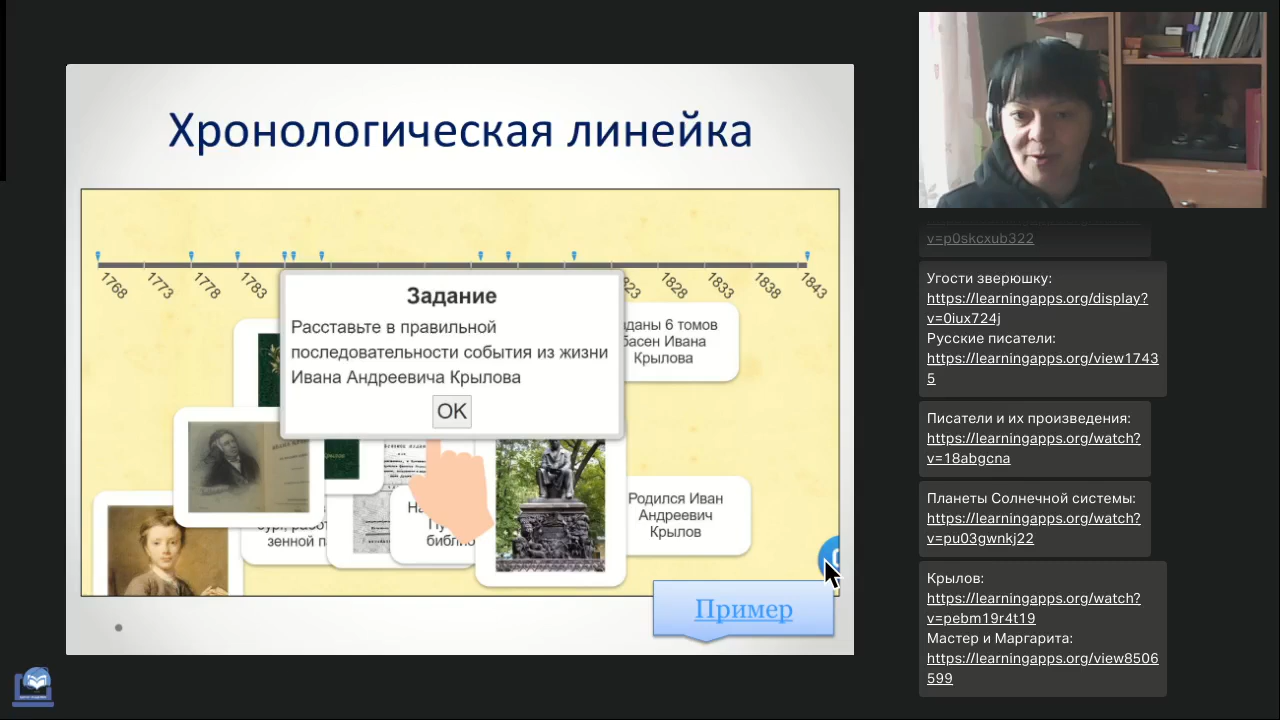 Хронологическая линейка
1768
1773
1778
1783
1828
1833
1838
1843
Задание
Расставьте в правильной
последовательности события из жизни
Ивана Андреевича Крылова
OK
6 томов
басен Ивана
Крылова
Родился Иван
Андреевич
Крылов
Пример
v=p0skcxub322
Угости зверюшку:
https://learningapps.org/display?
v=0iux724j
Русские писатели:
https://learningapps.org/view1743
5
Писатели и их произведения:
https://learningapps.org/watch?
v=18abgcna
Планеты Солнечной системы:
https://learningapps.org/watch?
v=pu03gwnkj22
Крылов:
https://learningapps.org/watch?
v=pebm19r4t19
Мастер и Маргарита:
https://learningapps.org/view8506
599